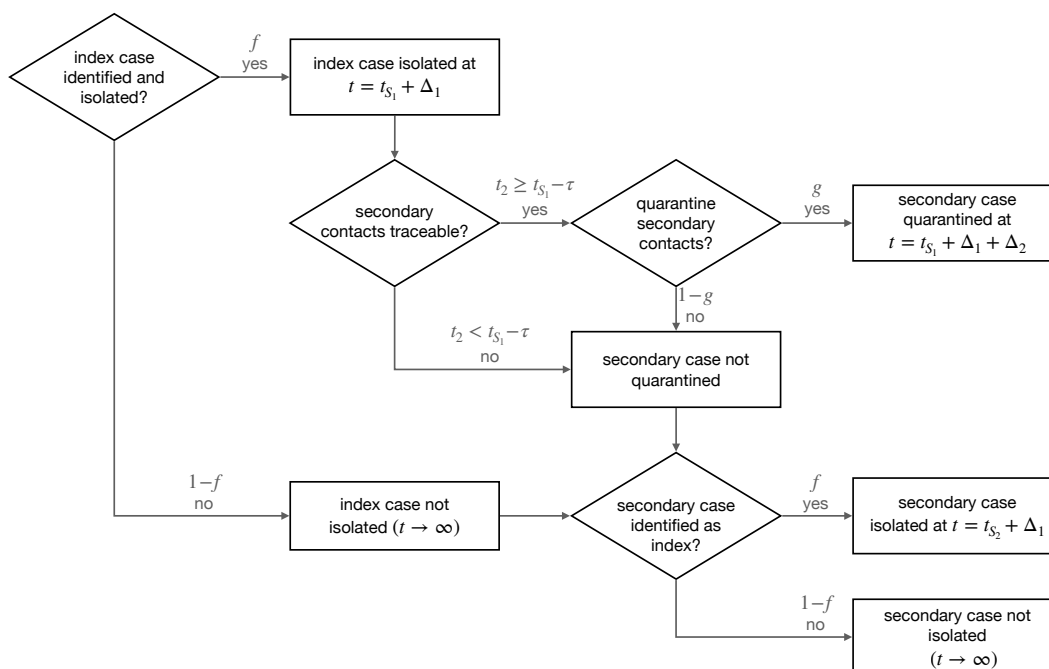 index case
identified and
isolated?
f
yes
index case isolated at
t = t_{S_1} + Δ_1
secondary
contacts traceable?
t_2 ≥ t_{S_1} − τ
yes
quarantine
secondary
contacts?
g
yes
secondary case
quarantined at
t = t_{S_1} + Δ_1 + Δ_2
1−g
no
t_2 < t_{S_1} − τ
no
secondary case not
quarantined
1−f
no
index case not
isolated (t → ∞)
secondary case
identified as
index?
f
yes
secondary case
isolated at t = t_{S_2} + Δ_1
1−f
no
secondary case not
isolated
(t → ∞)